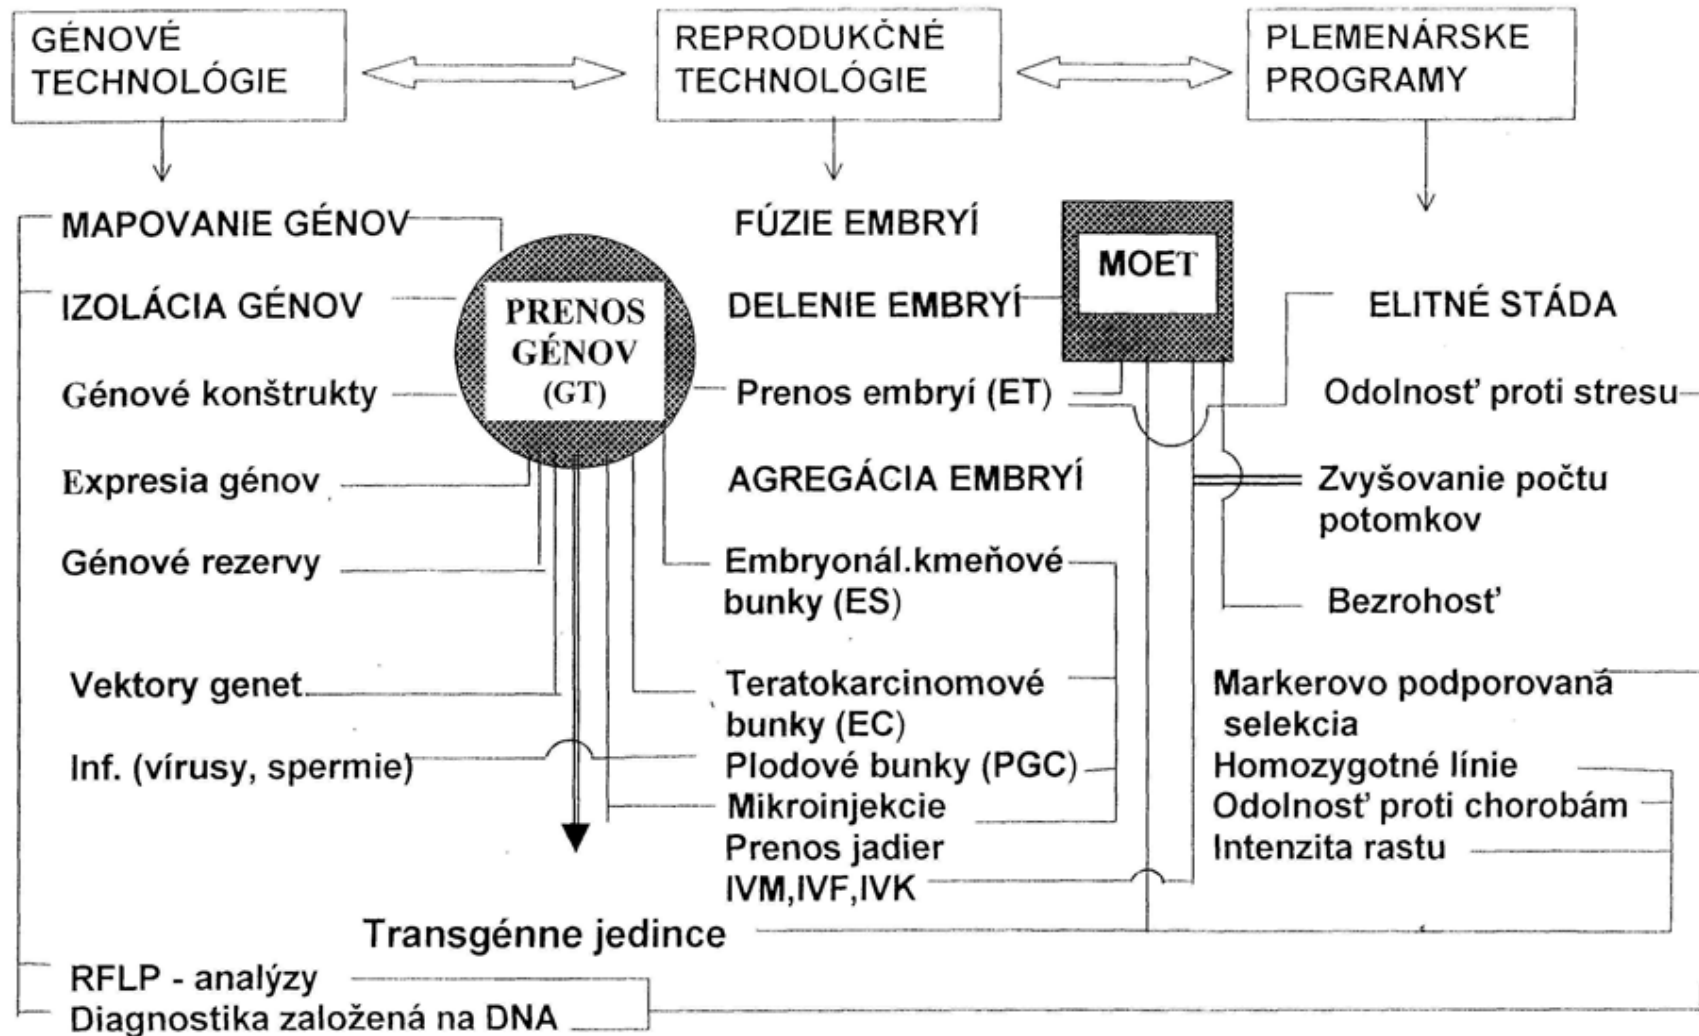 GÉNOVÉ
TECHNOLÓGIE
REPRODUKČNÉ
TECHNOLÓGIE
PLEMENÁRSKE
PROGRAMY
MAPOVANIE GÉNOV
IZOLÁCIA GÉNOV
Génové konštrukty
Expresia génov
Génové rezervy
Vektory genet.
Inf. (vírusy, spermie)
PRENOS
GÉNOV
(GT)
FÚZIE EMBRYÍ
DELENIE EMBRYÍ
Prenos embryí (ET)
AGREGÁCIA EMBRYÍ
Embryonál.kmeňové
bunky (ES)
Teratokarcinomové
bunky (EC)
Plodové bunky (PGC)
Mikroinjekcie
Prenos jadier
IVM,IVF,IVK
MOET
ELITNÉ STÁDA
Odolnosť proti stresu
Zvyšovanie počtu
potomkov
Bezrohosť
Markerovo podporovaná
selekcia
Homozygotné línie
Odolnosť proti chorobám
Intenzita rastu
Transgénne jedince
RFLP - analýzy
Diagnostika založená na DNA